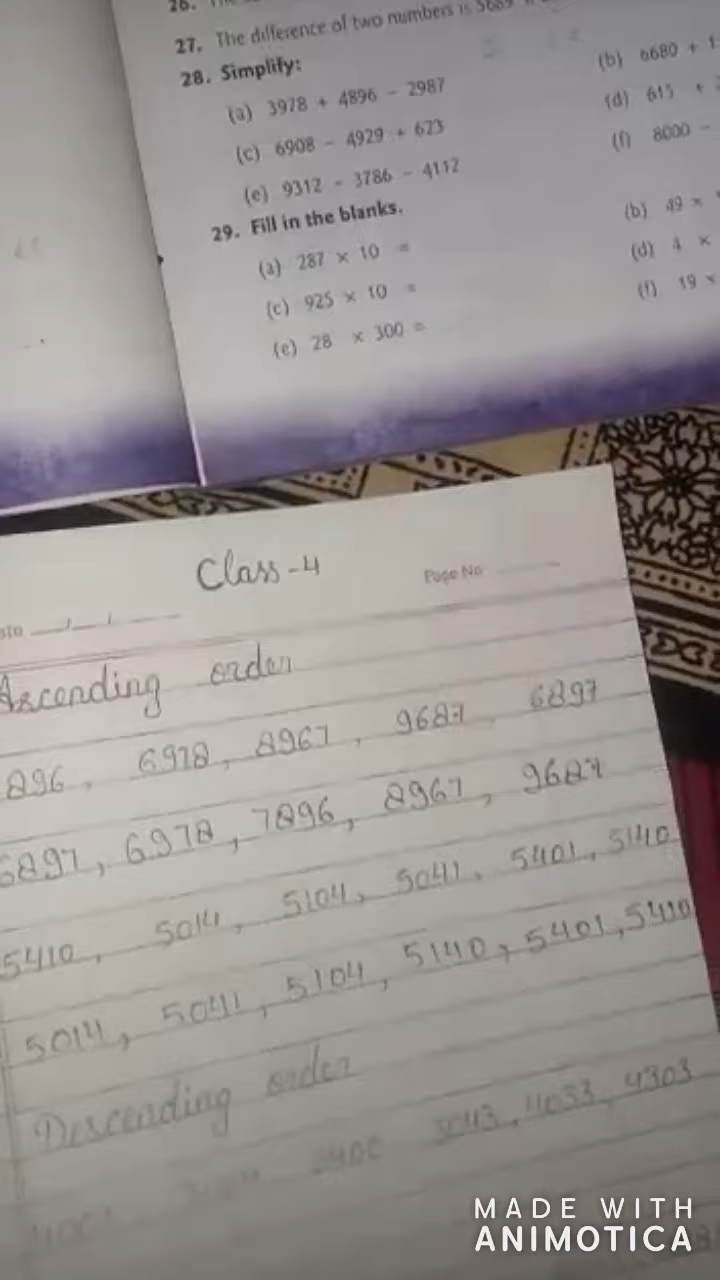 26.
27. The difference of two numbers is 5689
28. Simplify:
(a) 3978 + 4896 - 2987
(b) 6680 +
(c) 6908 - 4929 + 623
(d) 615 +
(e) 9312 - 3786 - 4112
(f) 8000 -
29. Fill in the blanks.
(a) 287 × 10 =
(b) 49 ×
(c) 925 × 10 =
(d) 4 ×
(e) 28 × 300 =
(f) 19 ×
Class - 4
Page No
Ascending order
896, 6978, 8967, 9687, 6897
6897, 6978, 7896, 8967, 9687
5410, 5014, 5104, 5041, 5401, 5140
5014, 5041, 5104, 5140, 5401, 5410
Descending order
4033, 4303
MADE WITH
ANIMOTICA